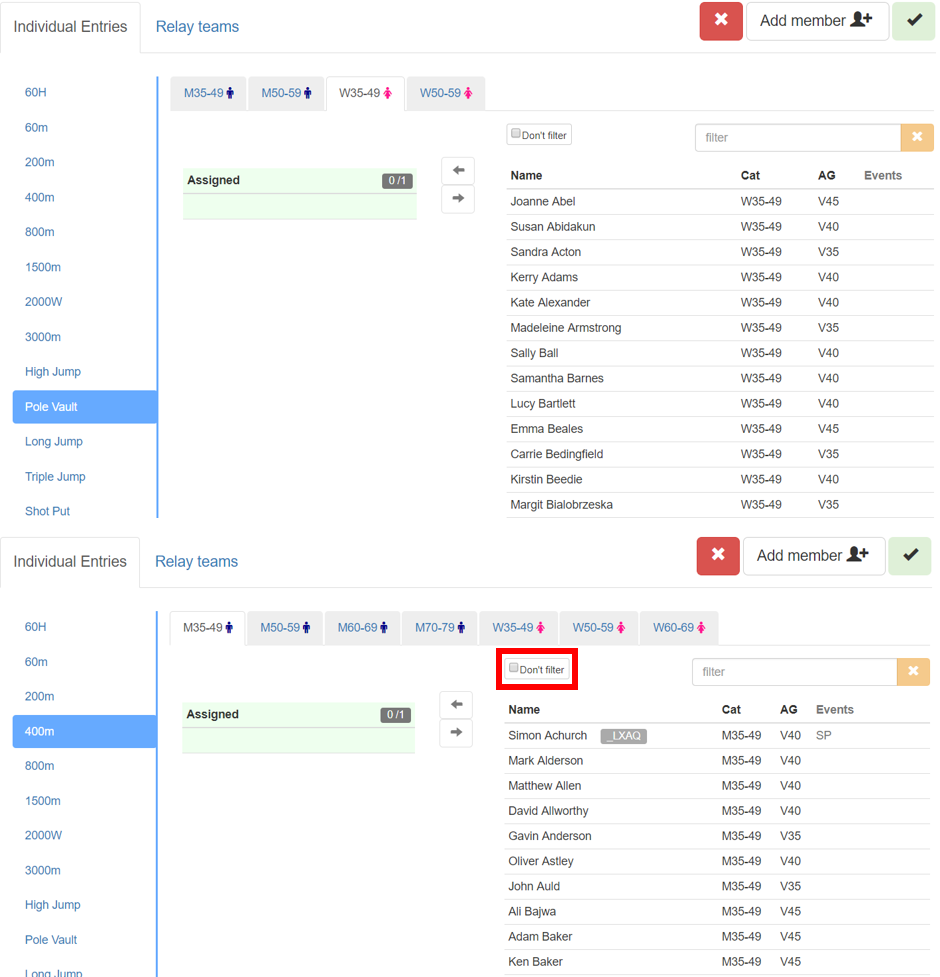 Individual Entries Relay teams Add member
60H
60m
200m
400m
800m
1500m
2000W
3000m
High Jump
Pole Vault
Long Jump
Triple Jump
Shot Put
M35-49 M50-59 W35-49 W50-59
Assigned 0 /1
Don't filter filter
Name Cat AG Events
Joanne Abel W35-49 V45
Susan Abidakun W35-49 V40
Sandra Acton W35-49 V35
Kerry Adams W35-49 V40
Kate Alexander W35-49 V40
Madeleine Armstrong W35-49 V35
Sally Ball W35-49 V40
Samantha Barnes W35-49 V40
Lucy Bartlett W35-49 V40
Emma Beales W35-49 V45
Carrie Bedingfield W35-49 V35
Kirstin Beedie W35-49 V40
Margit Bialobrzeska W35-49 V35
Individual Entries Relay teams Add member
60H
60m
200m
400m
800m
1500m
2000W
3000m
High Jump
Pole Vault
Long Jump
M35-49 M50-59 M60-69 M70-79 W35-49 W50-59 W60-69
Assigned 0 /1
Don't filter filter
Name Cat AG Events
Simon Achurch _LXAQ M35-49 V40 SP
Mark Alderson M35-49 V40
Matthew Allen M35-49 V40
David Allworthy M35-49 V40
Gavin Anderson M35-49 V35
Oliver Astley M35-49 V40
John Auld M35-49 V35
Ali Bajwa M35-49 V45
Adam Baker M35-49 V45
Ken Baker M35-49 V45